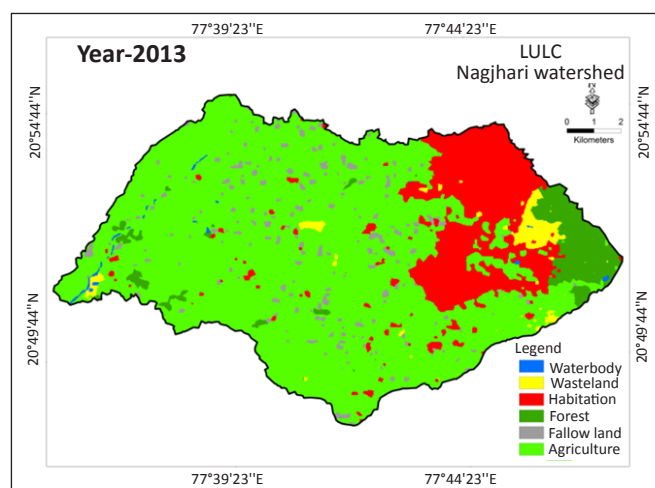 77°39'23''E
77°44'23''E
Year-2013
LULC
Nagjhari watershed
20°54'44''N
20°54'44''N
0 1 2
Kilometers
20°49'44''N
20°49'44''N
Legend
Waterbody
Wasteland
Habitation
Forest
Fallow land
Agriculture
77°39'23''E
77°44'23''E